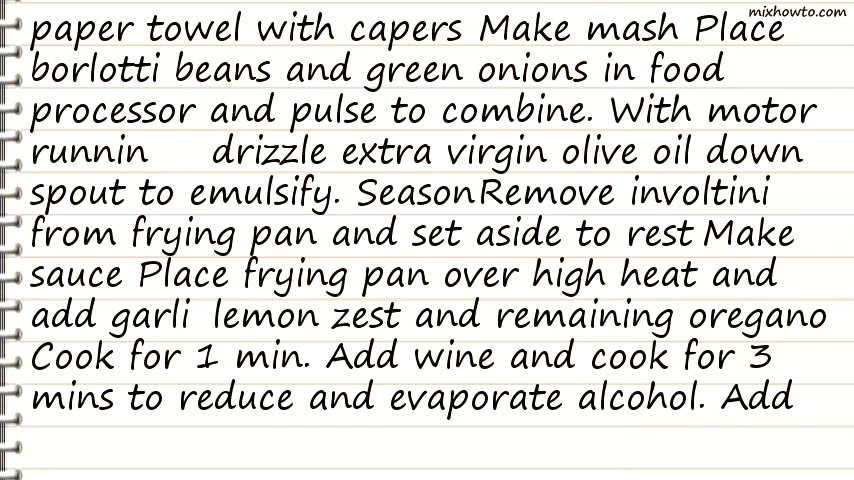 mixhowto.com
paper towel with capers Make mash Place
borlotti beans and green onions in food
processor and pulse to combine. With motor
runnin drizzle extra virgin olive oil down
spout to emulsify. SeasonRemove involtini
from frying pan and set aside to rest Make
sauce Place frying pan over high heat and
add garli lemon zest and remaining oregano
Cook for 1 min. Add wine and cook for 3
mins to reduce and evaporate alcohol. Add